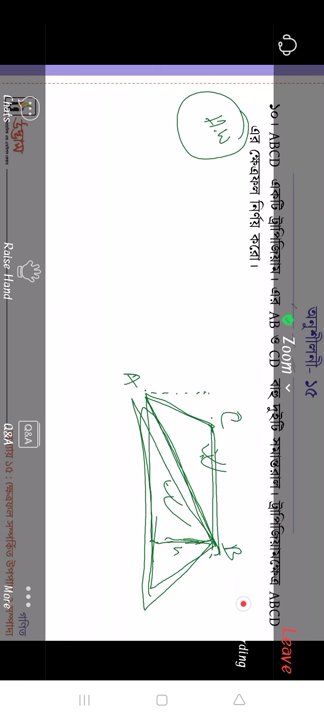 অনুশীলনী- ১৫
Zoom
Leave
১০। ABCD একটি ট্রাপিজিয়াম। এর AB ও CD বাহু দুইটি সমান্তরাল। ট্রাপিজিয়ামক্ষেত্র ABCD
এর ক্ষেত্রফল নির্ণয় করো।
rding
H.W
A
C
B
h
Chats
Raise Hand
Q&A
More
গণিত